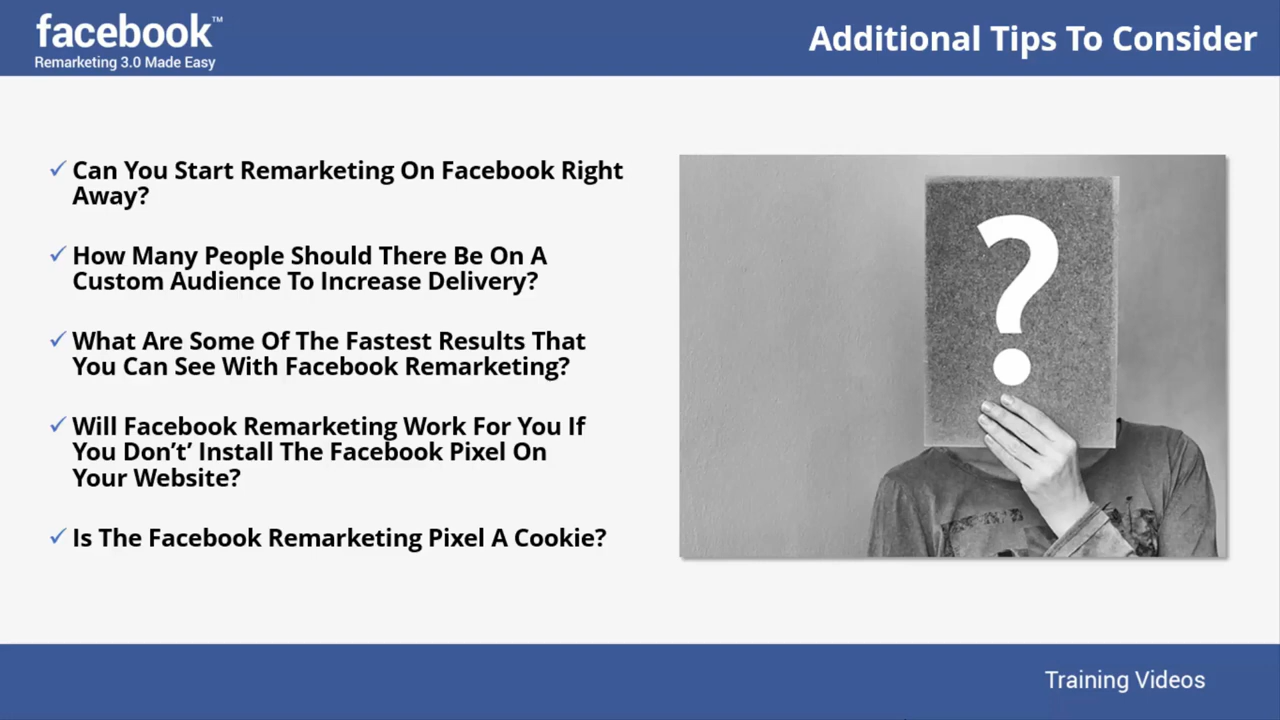 facebook™
Remarketing 3.0 Made Easy
Additional Tips To Consider
✓ Can You Start Remarketing On Facebook Right
Away?
✓ How Many People Should There Be On A
Custom Audience To Increase Delivery?
✓ What Are Some Of The Fastest Results That
You Can See With Facebook Remarketing?
✓ Will Facebook Remarketing Work For You If
You Don’t’ Install The Facebook Pixel On
Your Website?
✓ Is The Facebook Remarketing Pixel A Cookie?
?
Training Videos